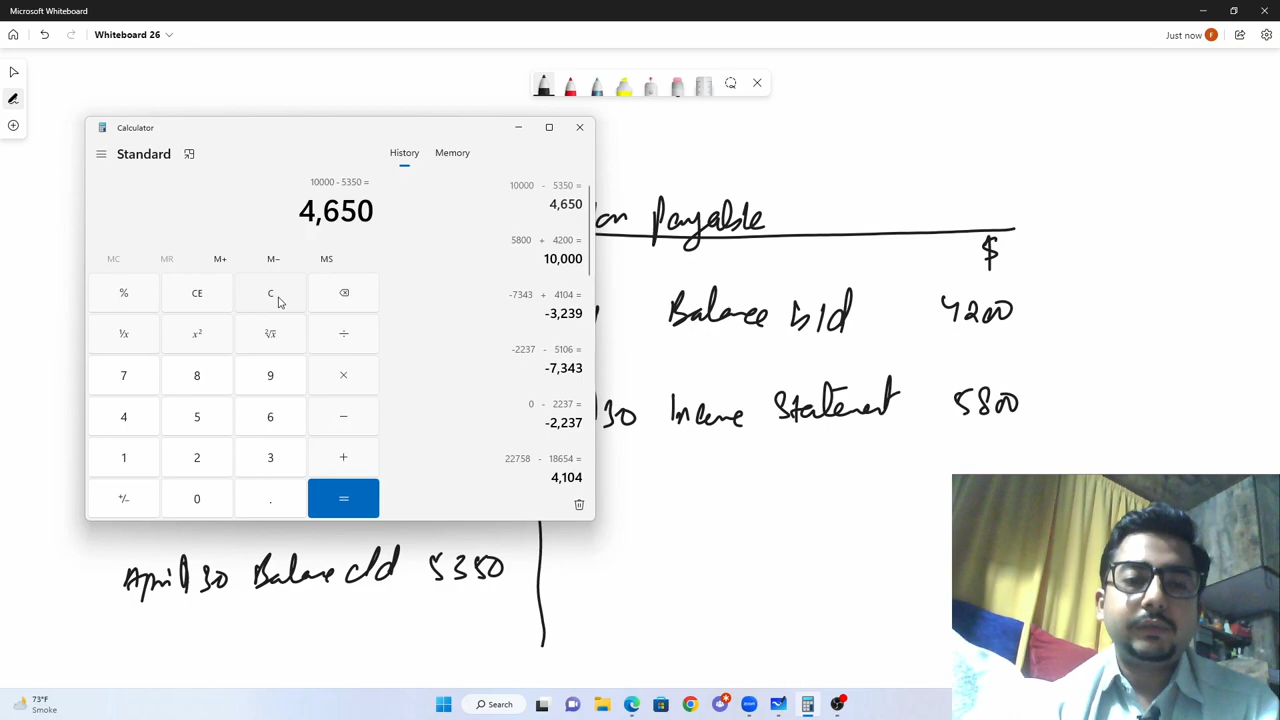 Microsoft Whiteboard
Whiteboard 26
Just now
F
Calculator
Standard
History
Memory
10000 - 5350 =
4,650
MC MR M+ M− MS
% CE C
¹/x x² ²√x ÷
7 8 9 ×
4 5 6 −
1 2 3 +
+/− 0 . =
10000 - 5350 =
4,650
5800 + 4200 =
10,000
-7343 + 4104 =
-3,239
-2237 - 5106 =
-7,343
0 - 2237 =
-2,237
22758 - 18654 =
4,104
Payable
$
Balance b/d 4200
30 Income Statement 5800
April 30 Balance c/d 5350
73°F
Smoke
Search